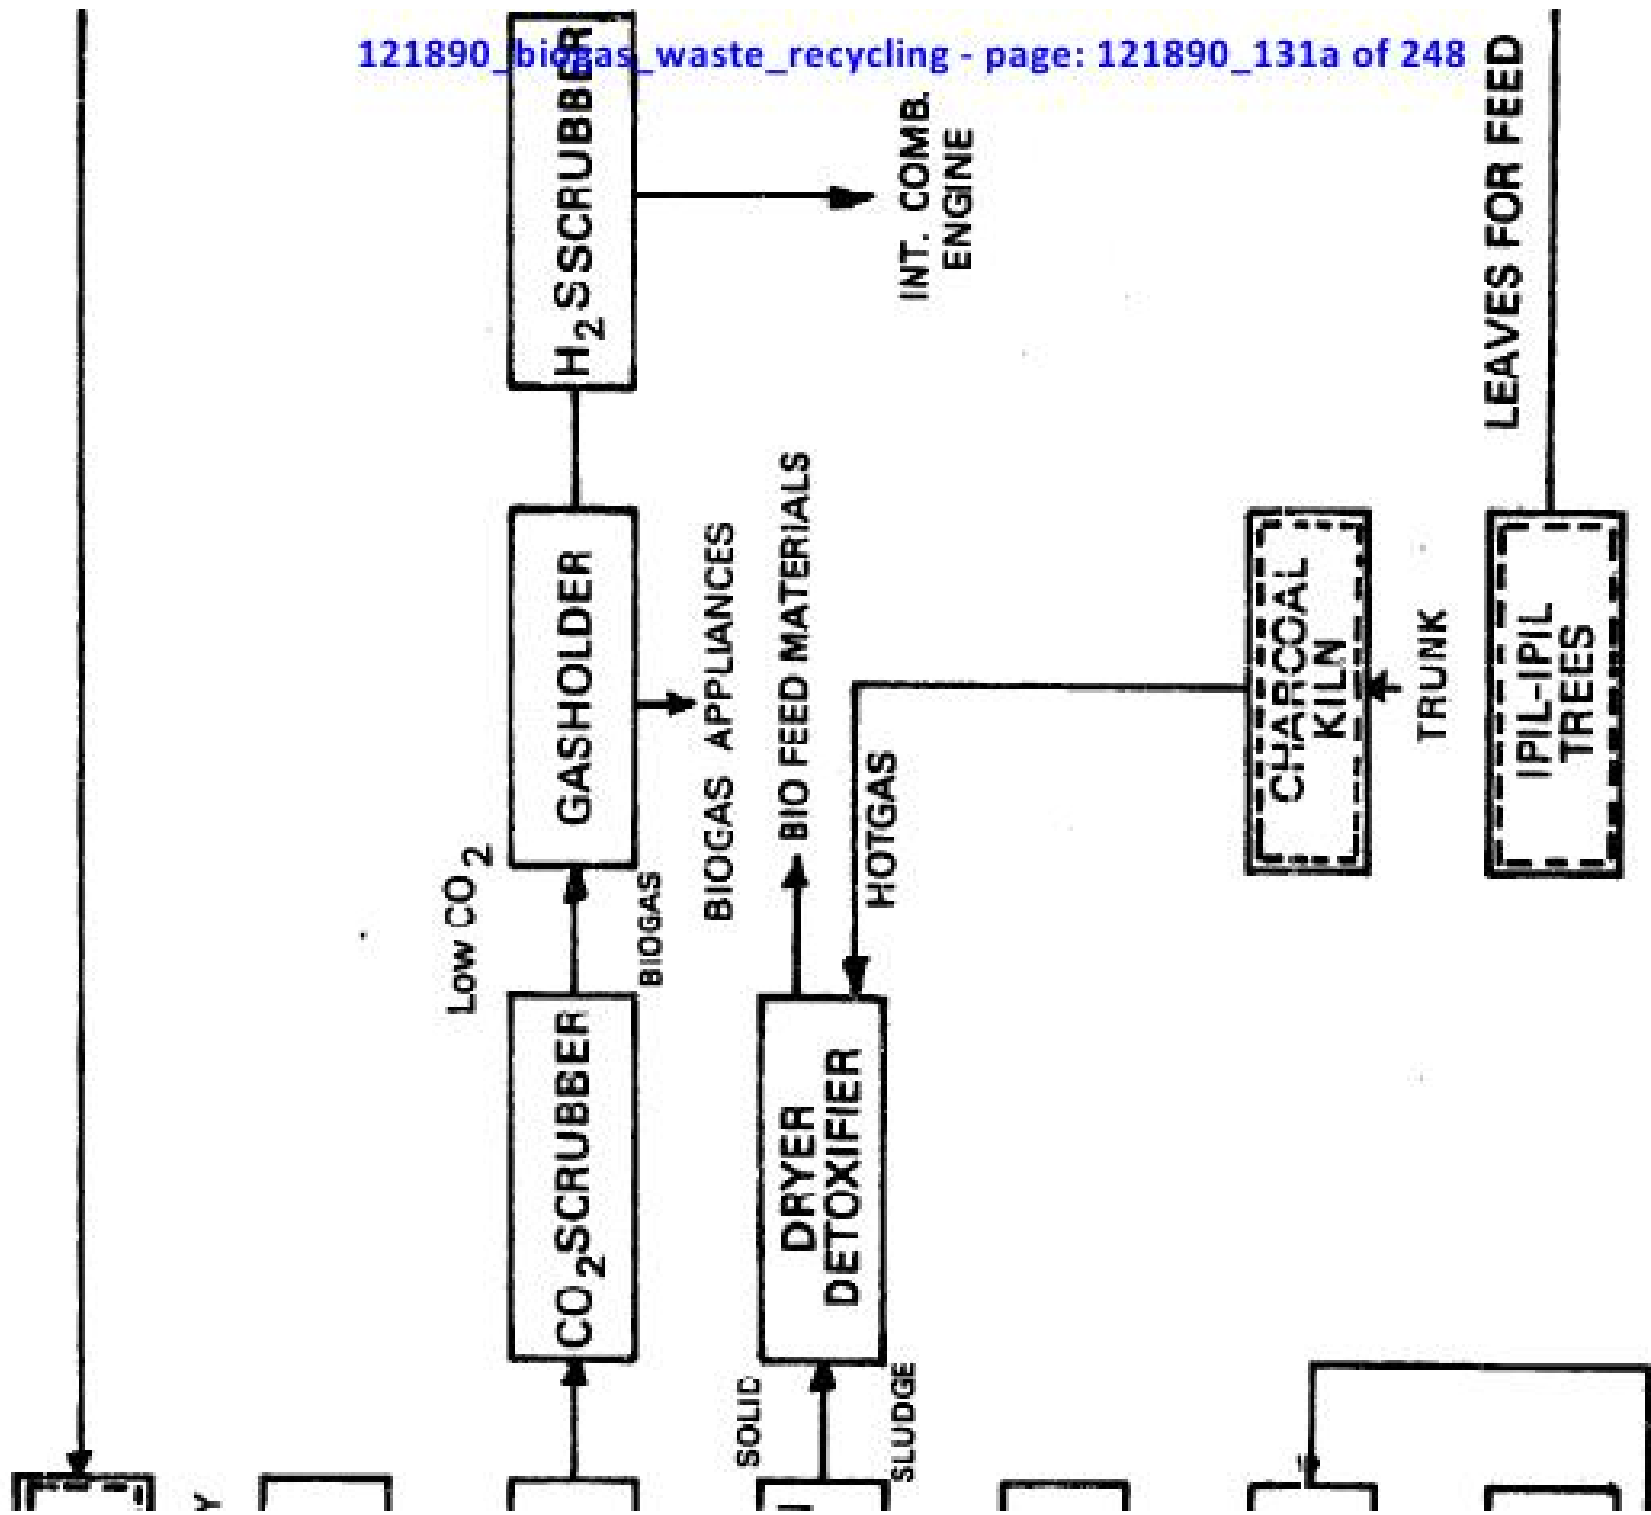 121890_biogas_waste_recycling - page: 121890_131a of 248
H2S SCRUBBER
INT. COMB.
ENGINE
LEAVES FOR FEED
GASHOLDER
BIOGAS APPLIANCES
BIO FEED MATERIALS
CHARCOAL
KILN
TRUNK
IPIL-IPIL
TREES
Low CO2
BIOGAS
HOTGAS
CO2 SCRUBBER
DRYER
DETOXIFIER
SOLID
SLUDGE
Y